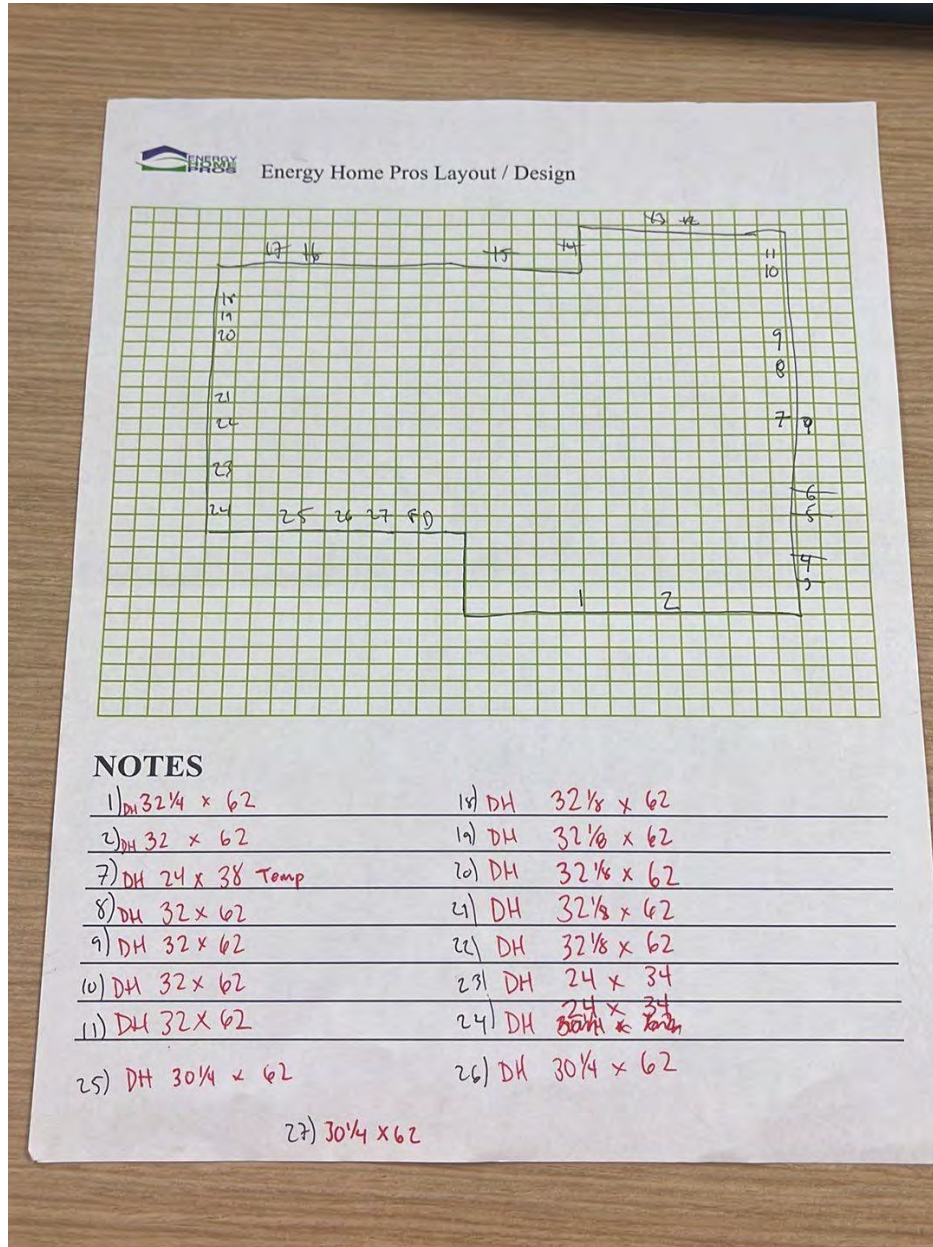 ENERGY
HOME
PROS
Energy Home Pros Layout / Design
13 12
17 16 15 14 11
10
18
19
20 9
8
21
22 7
23
6
24 25 26 27 FD 5
4
3
1 2
NOTES
1) DH 32 1/4 x 62 18) DH 32 1/8 x 62
2) DH 32 x 62 19) DH 32 1/8 x 62
7) DH 24 x 38 Temp 20) DH 32 1/8 x 62
8) DH 32 x 62 21) DH 32 1/8 x 62
9) DH 32 x 62 22) DH 32 1/8 x 62
10) DH 32 x 62 23) DH 24 x 34
11) DH 32 x 62 24) DH 24 x 34
25) DH 30 1/4 x 62 26) DH 30 1/4 x 62
27) 30 1/4 x 62